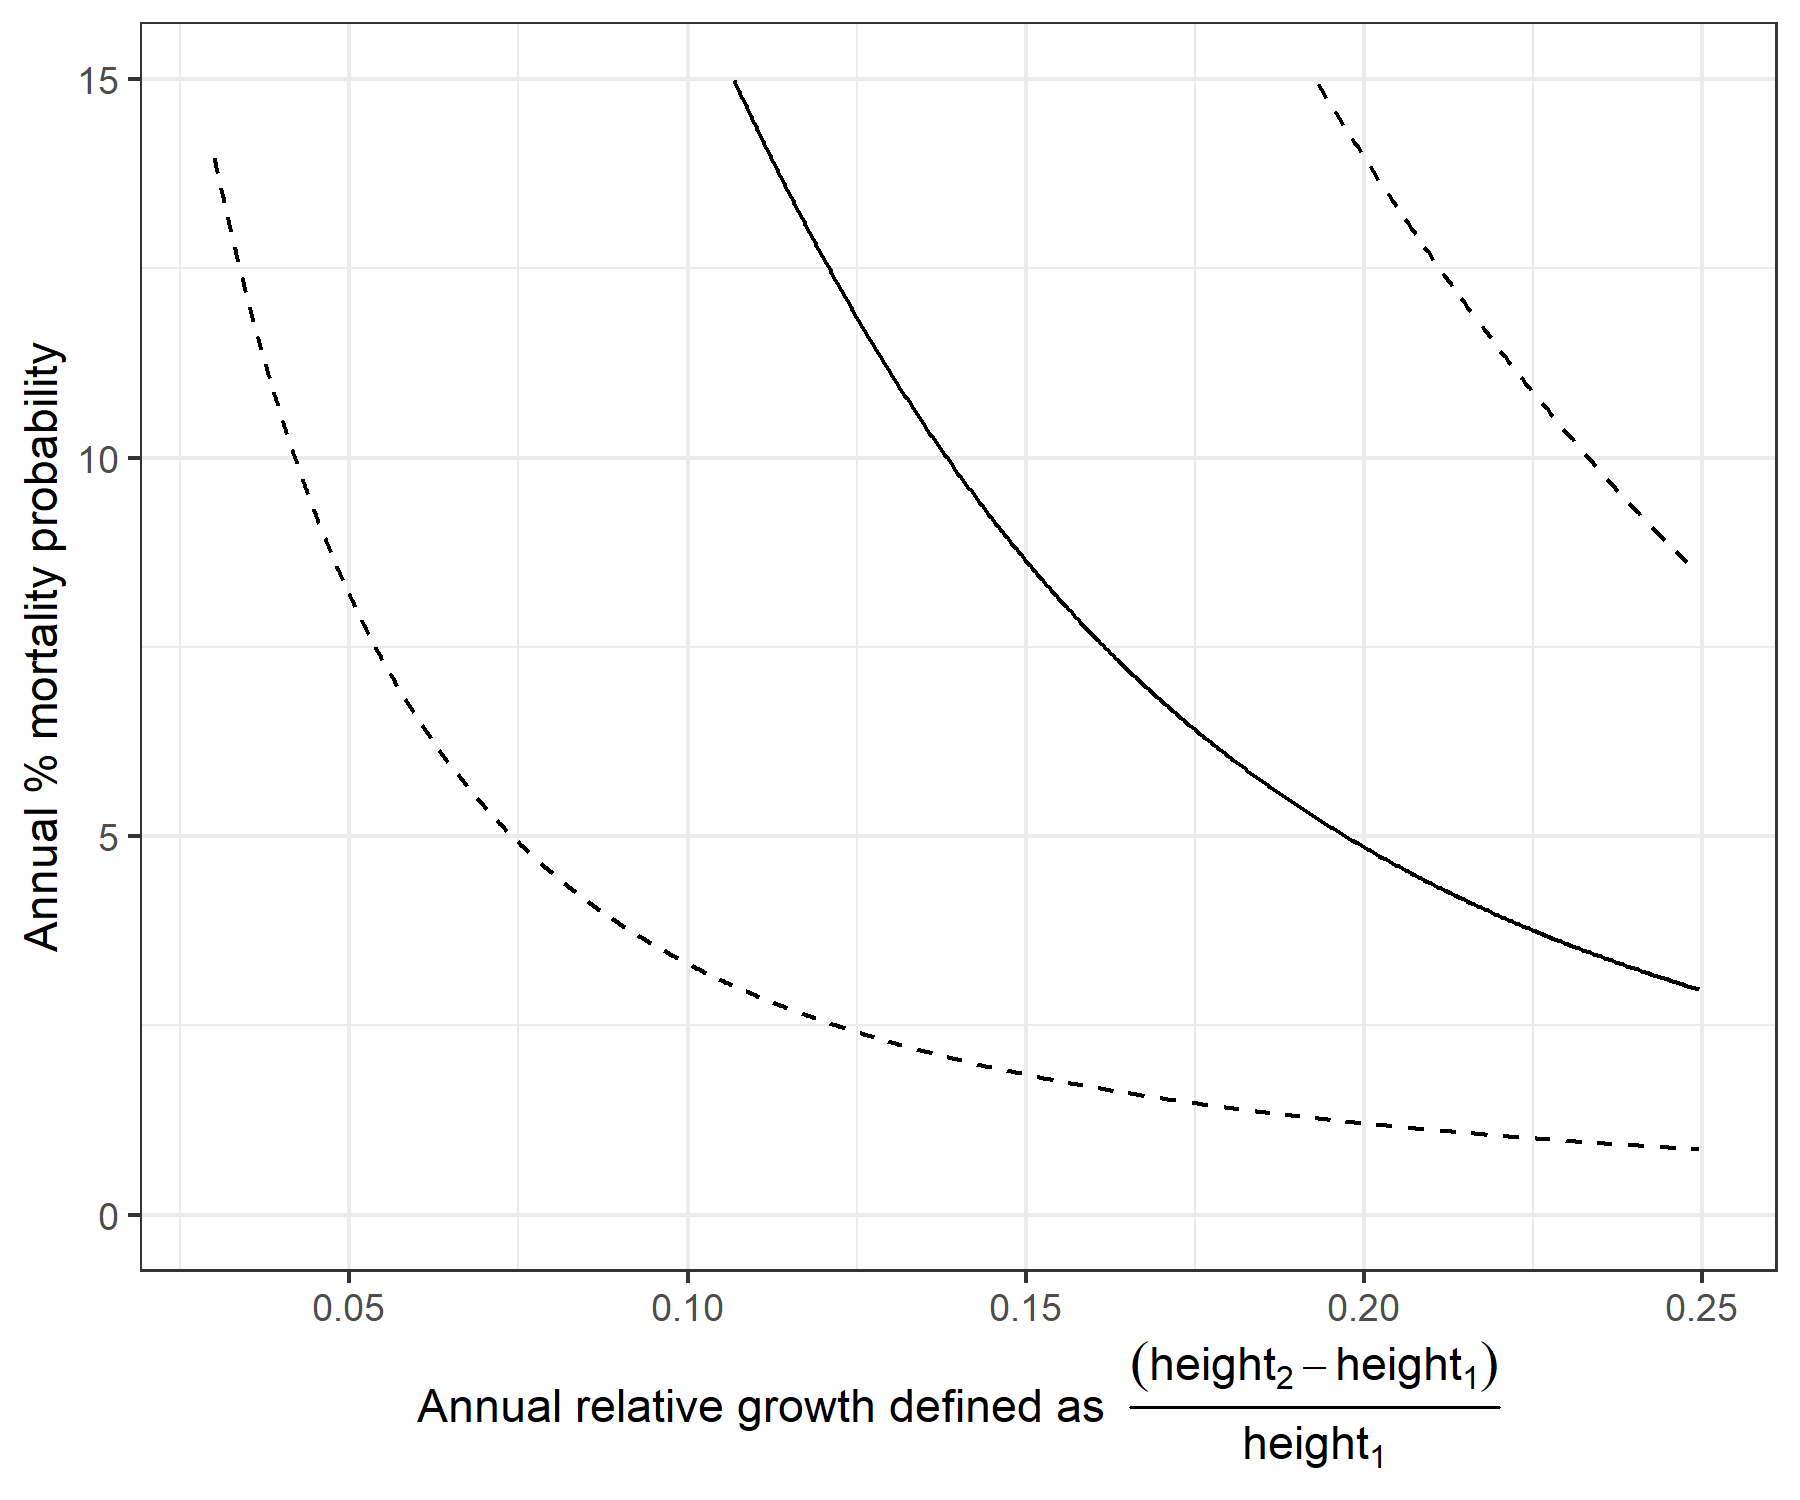 15
10
5
0
Annual % mortality probability
0.05 0.10 0.15 0.20 0.25
Annual relative growth defined as (height₂ − height₁) / height₁